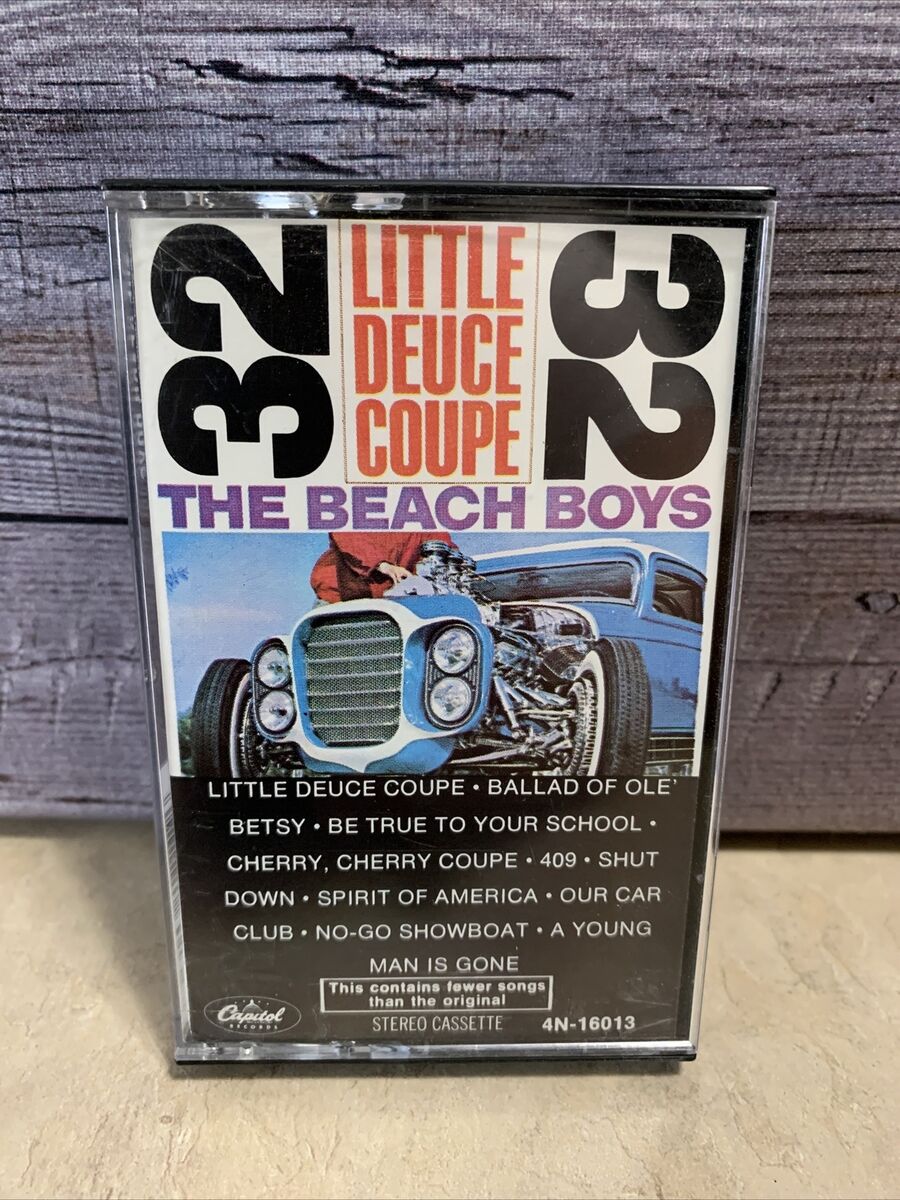 32
LITTLE
DEUCE
COUPE
32
THE BEACH BOYS
LITTLE DEUCE COUPE • BALLAD OF OLE'
BETSY • BE TRUE TO YOUR SCHOOL •
CHERRY, CHERRY COUPE • 409 • SHUT
DOWN • SPIRIT OF AMERICA • OUR CAR
CLUB • NO-GO SHOWBOAT • A YOUNG
MAN IS GONE
This contains fewer songs
than the original
Capitol
RECORDS
STEREO CASSETTE 4N-16013